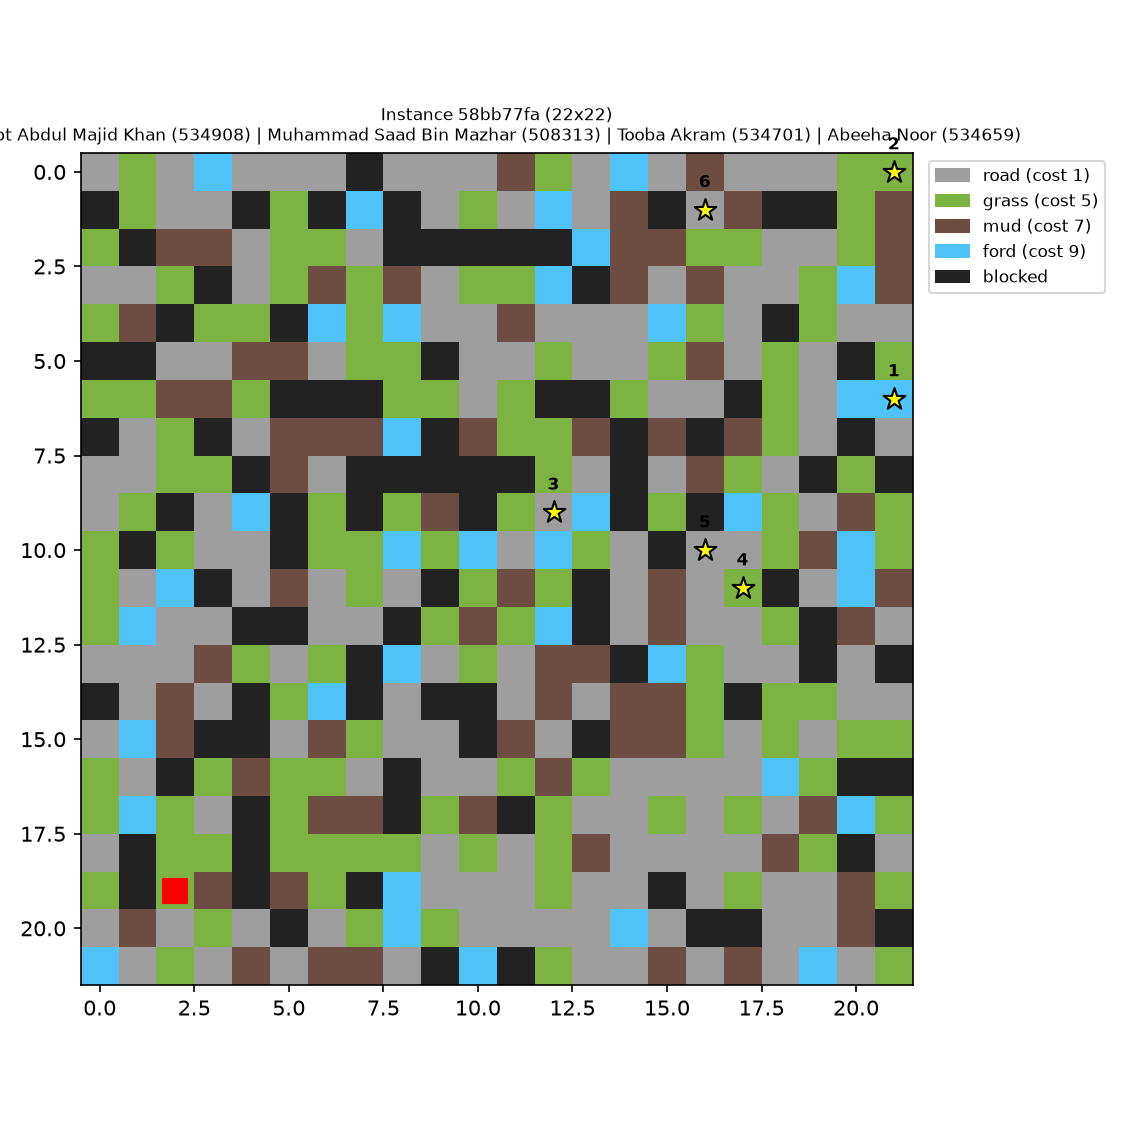 Instance 58bb77fa (22x22)
Abdul Majid Khan (534908) | Muhammad Saad Bin Mazhar (508313) | Tooba Akram (534701) | Abeeha Noor (534659)
2
0.0
road (cost 1)
6
grass (cost 5)
mud (cost 7)
2.5
ford (cost 9)
blocked
5.0
1
7.5
3
5
10.0
4
12.5
15.0
17.5
20.0
0.0 2.5 5.0 7.5 10.0 12.5 15.0 17.5 20.0